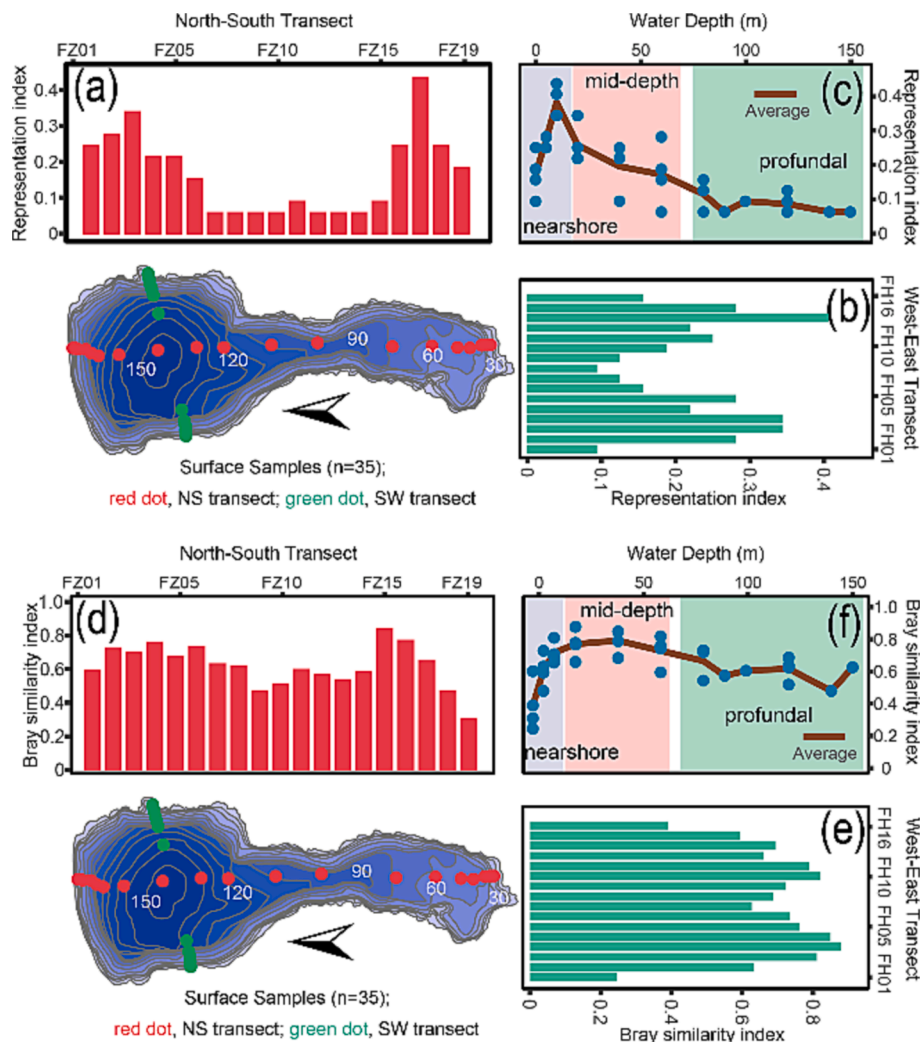 North-South Transect
FZ01 FZ05 FZ10 FZ15 FZ19
Representation index
0.4
0.3
0.2
0.1
0
(a)
Water Depth (m)
0 50 100 150
mid-depth
Average
(c)
profundal
nearshore
0.4
0.3
0.2
0.1
0
Representation index
150
120
90
60
30
Surface Samples (n=35);
red dot, NS transect; green dot, SW transect
(b)
FH16
FH10
FH05
FH01
West-East Transect
0 0.1 0.2 0.3 0.4
Representation index
North-South Transect
FZ01 FZ05 FZ10 FZ15 FZ19
Bray similarity index
1.0
0.8
0.6
0.4
0.2
0
(d)
Water Depth (m)
0 50 100 150
mid-depth
(f)
profundal
nearshore
Average
1.0
0.8
0.6
0.4
0.2
0
Bray similarity index
150
120
90
60
30
Surface Samples (n=35);
red dot, NS transect; green dot, SW transect
(e)
FH16
FH10
FH05
FH01
West-East Transect
0 0.2 0.4 0.6 0.8
Bray similarity index